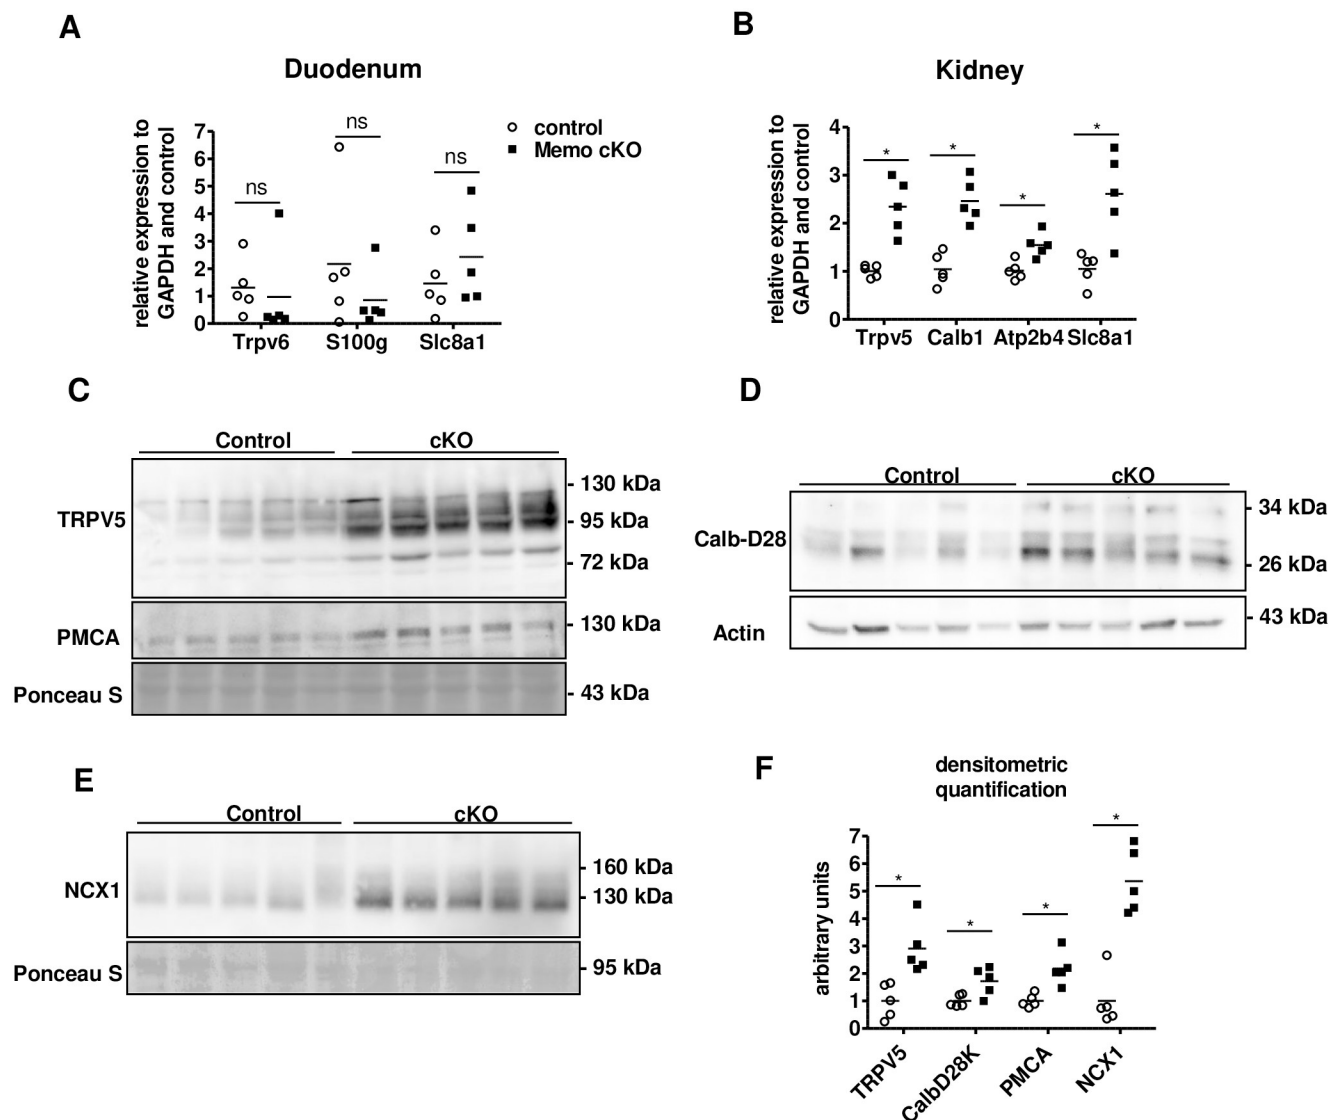 A
Duodenum
relative expression to
GAPDH and control
7
6
5
4
3
2
1
0
ns
ns
ns
Trpv6
S100g
Slc8a1
control
Memo cKO
B
Kidney
relative expression to
GAPDH and control
4
3
2
1
0
*
*
*
*
Trpv5
Calb1
Atp2b4
Slc8a1
C
Control
cKO
TRPV5
130 kDa
95 kDa
72 kDa
PMCA
130 kDa
Ponceau S
43 kDa
D
Control
cKO
Calb-D28
34 kDa
26 kDa
Actin
43 kDa
E
Control
cKO
NCX1
160 kDa
130 kDa
Ponceau S
95 kDa
F
densitometric
quantification
arbitrary units
7
6
5
4
3
2
1
0
*
*
*
*
TRPV5
CalbD28K
PMCA
NCX1